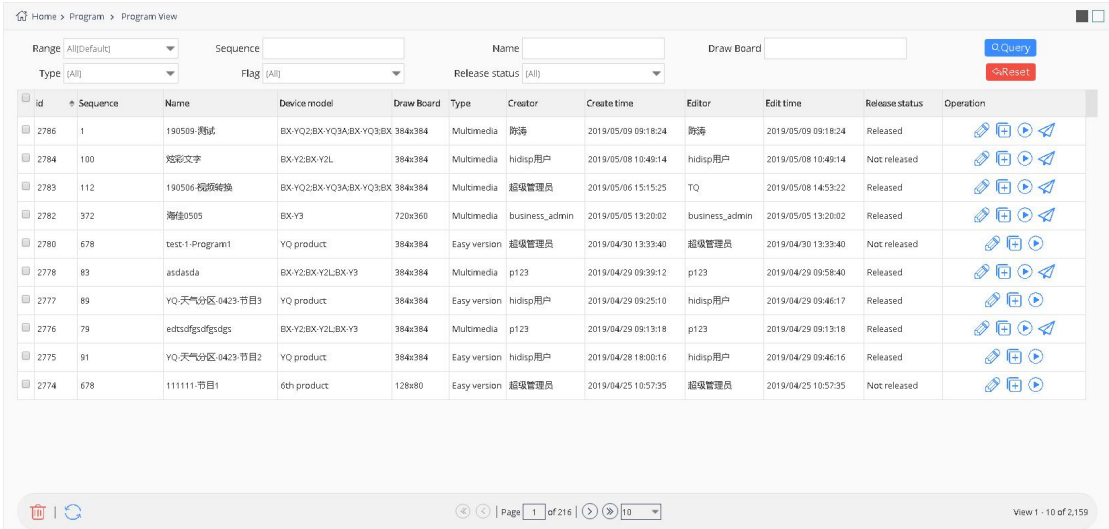 Home > Program > Program View
Range All(Default) Sequence Name Draw Board Query
Type (All) Flag (All) Release status (All) Reset
id Sequence Name Device model Draw Board Type Creator Create time Editor Edit time Release status Operation
2786 1 190509-测试 BX-YQ2;BX-YQ3A;BX-YQ3;BX 384x384 Multimedia 陈涛 2019/05/09 09:18:24 陈涛 2019/05/09 09:18:24 Released
2784 100 炫彩文字 BX-Y2;BX-Y2L 384x384 Multimedia hidisp用户 2019/05/08 10:49:14 hidisp用户 2019/05/08 10:49:14 Not released
2783 112 190506-视频转换 BX-YQ2;BX-YQ3A;BX-YQ3;BX 384x384 Multimedia 超级管理员 2019/05/06 15:15:25 TQ 2019/05/08 14:53:22 Released
2782 372 海佳0505 BX-Y3 720x360 Multimedia business_admin 2019/05/05 13:20:02 business_admin 2019/05/05 13:20:02 Released
2780 678 test-1-Program1 YQ product 384x384 Easy version 超级管理员 2019/04/30 13:33:40 超级管理员 2019/04/30 13:33:40 Not released
2778 83 asdasda BX-Y2;BX-Y2L;BX-Y3 384x384 Multimedia p123 2019/04/29 09:39:12 p123 2019/04/29 09:58:40 Released
2777 89 YQ-天气分区-0423-节目3 YQ product 384x384 Easy version hidisp用户 2019/04/29 09:25:10 hidisp用户 2019/04/29 09:46:17 Released
2776 79 edtsdfgsdfgsdgs BX-Y2;BX-Y2L;BX-Y3 384x384 Multimedia p123 2019/04/29 09:13:18 p123 2019/04/29 09:13:18 Released
2775 91 YQ-天气分区-0423-节目2 YQ product 384x384 Easy version hidisp用户 2019/04/28 18:00:16 hidisp用户 2019/04/29 09:46:16 Released
2774 678 111111-节目1 6th product 128x80 Easy version 超级管理员 2019/04/25 10:57:35 超级管理员 2019/04/25 10:57:35 Not released
Page 1 of 216 10 View 1 - 10 of 2,159